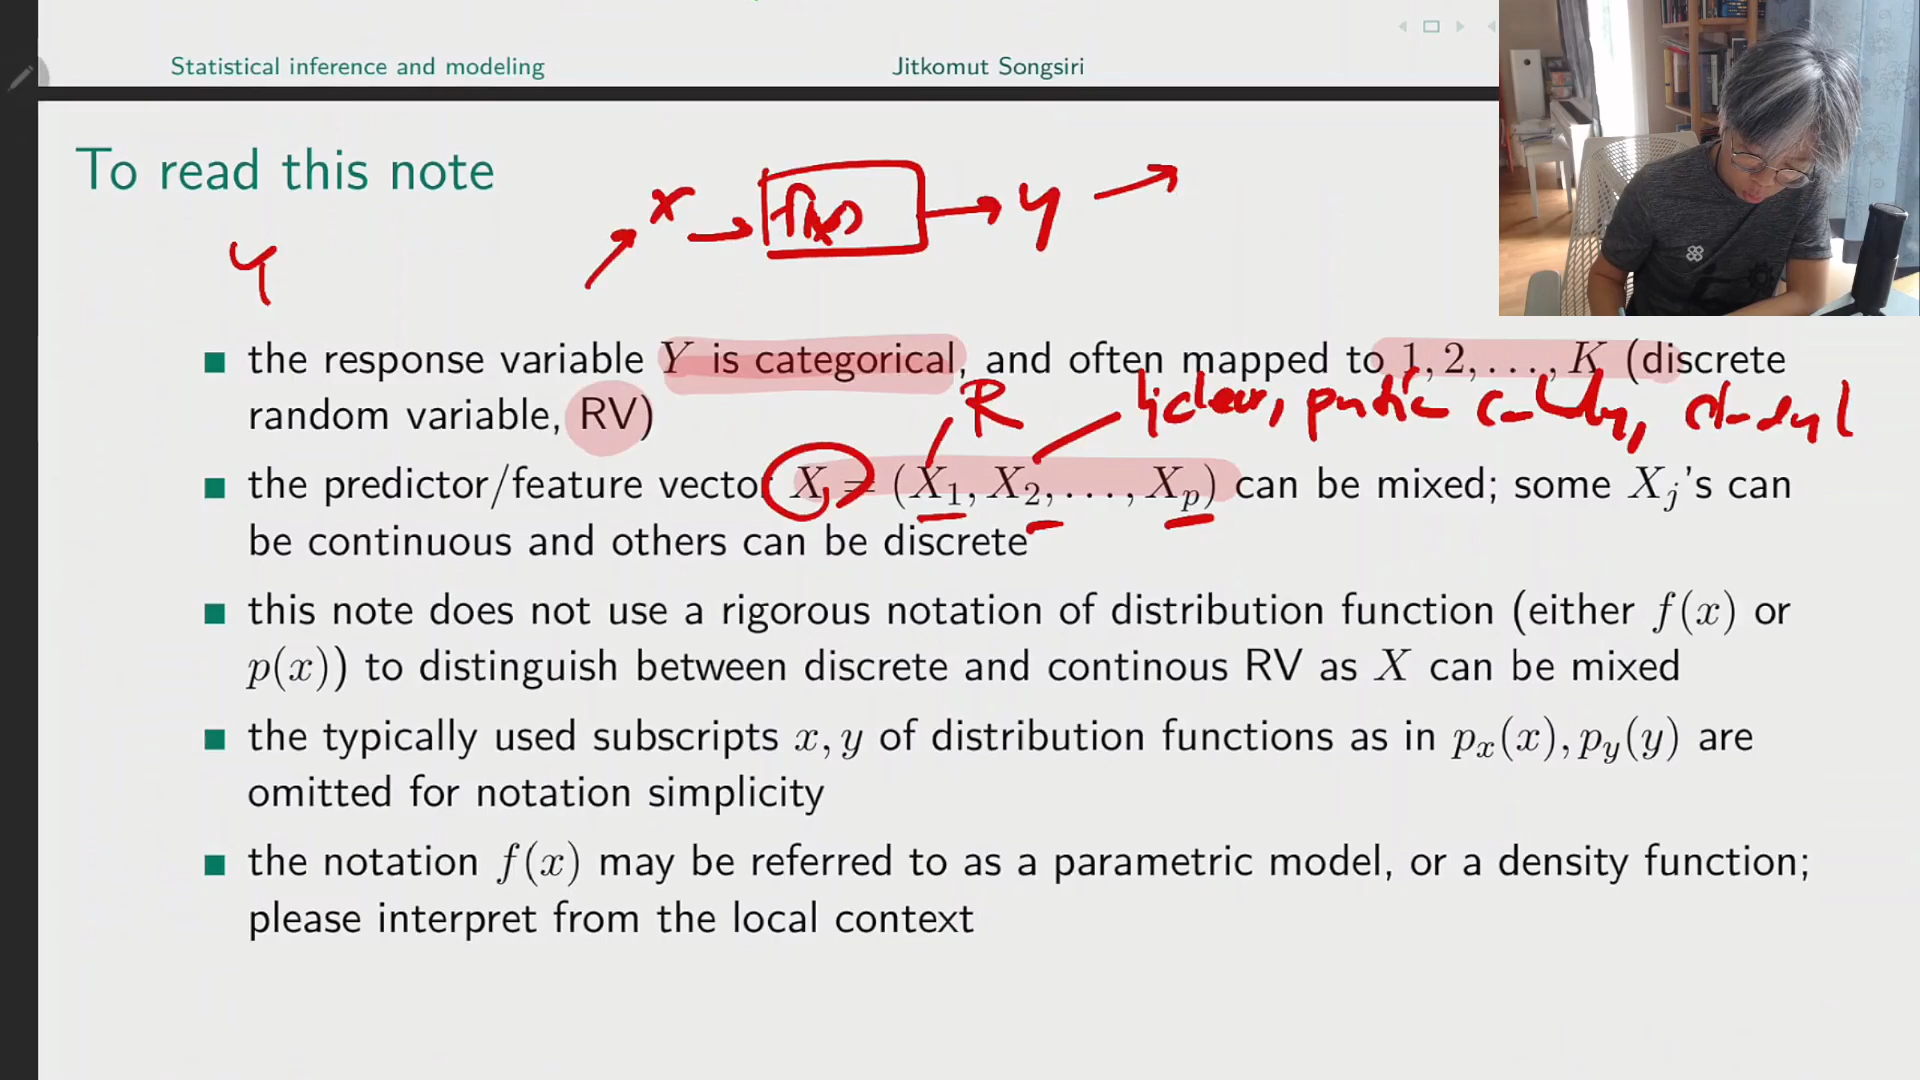 Statistical inference and modeling
Jitkomut Songsiri
To read this note
x
y
Y
the response variable Y is categorical, and often mapped to 1, 2, . . . , K (discrete
random variable, RV)
R
the predictor/feature vector X = (X₁, X₂, . . . , Xₚ) can be mixed; some Xⱼ's can
be continuous and others can be discrete
this note does not use a rigorous notation of distribution function (either f(x) or
p(x)) to distinguish between discrete and continous RV as X can be mixed
the typically used subscripts x, y of distribution functions as in pₓ(x), p_y(y) are
omitted for notation simplicity
the notation f(x) may be referred to as a parametric model, or a density function;
please interpret from the local context